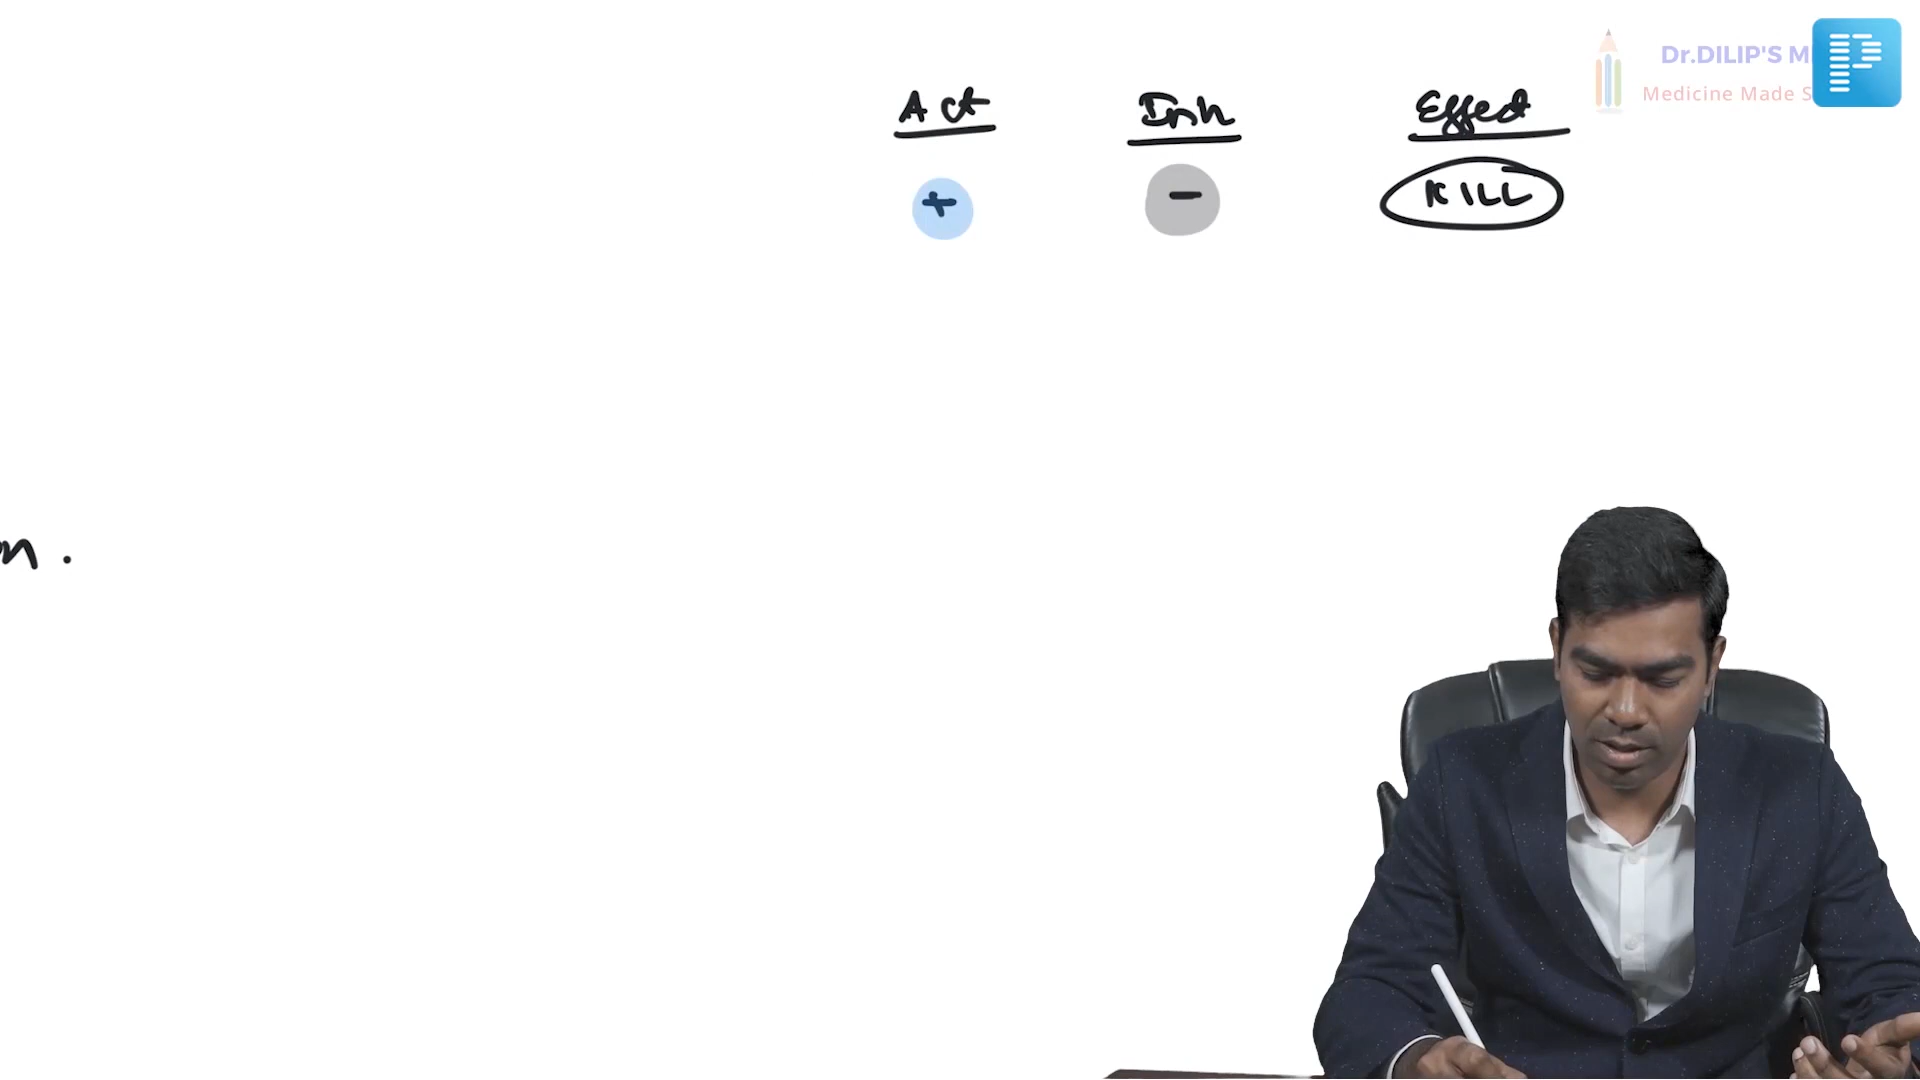 Dr.DILIP'S M
Medicine Made S
Act Inh Effect
+ - KILL
n.